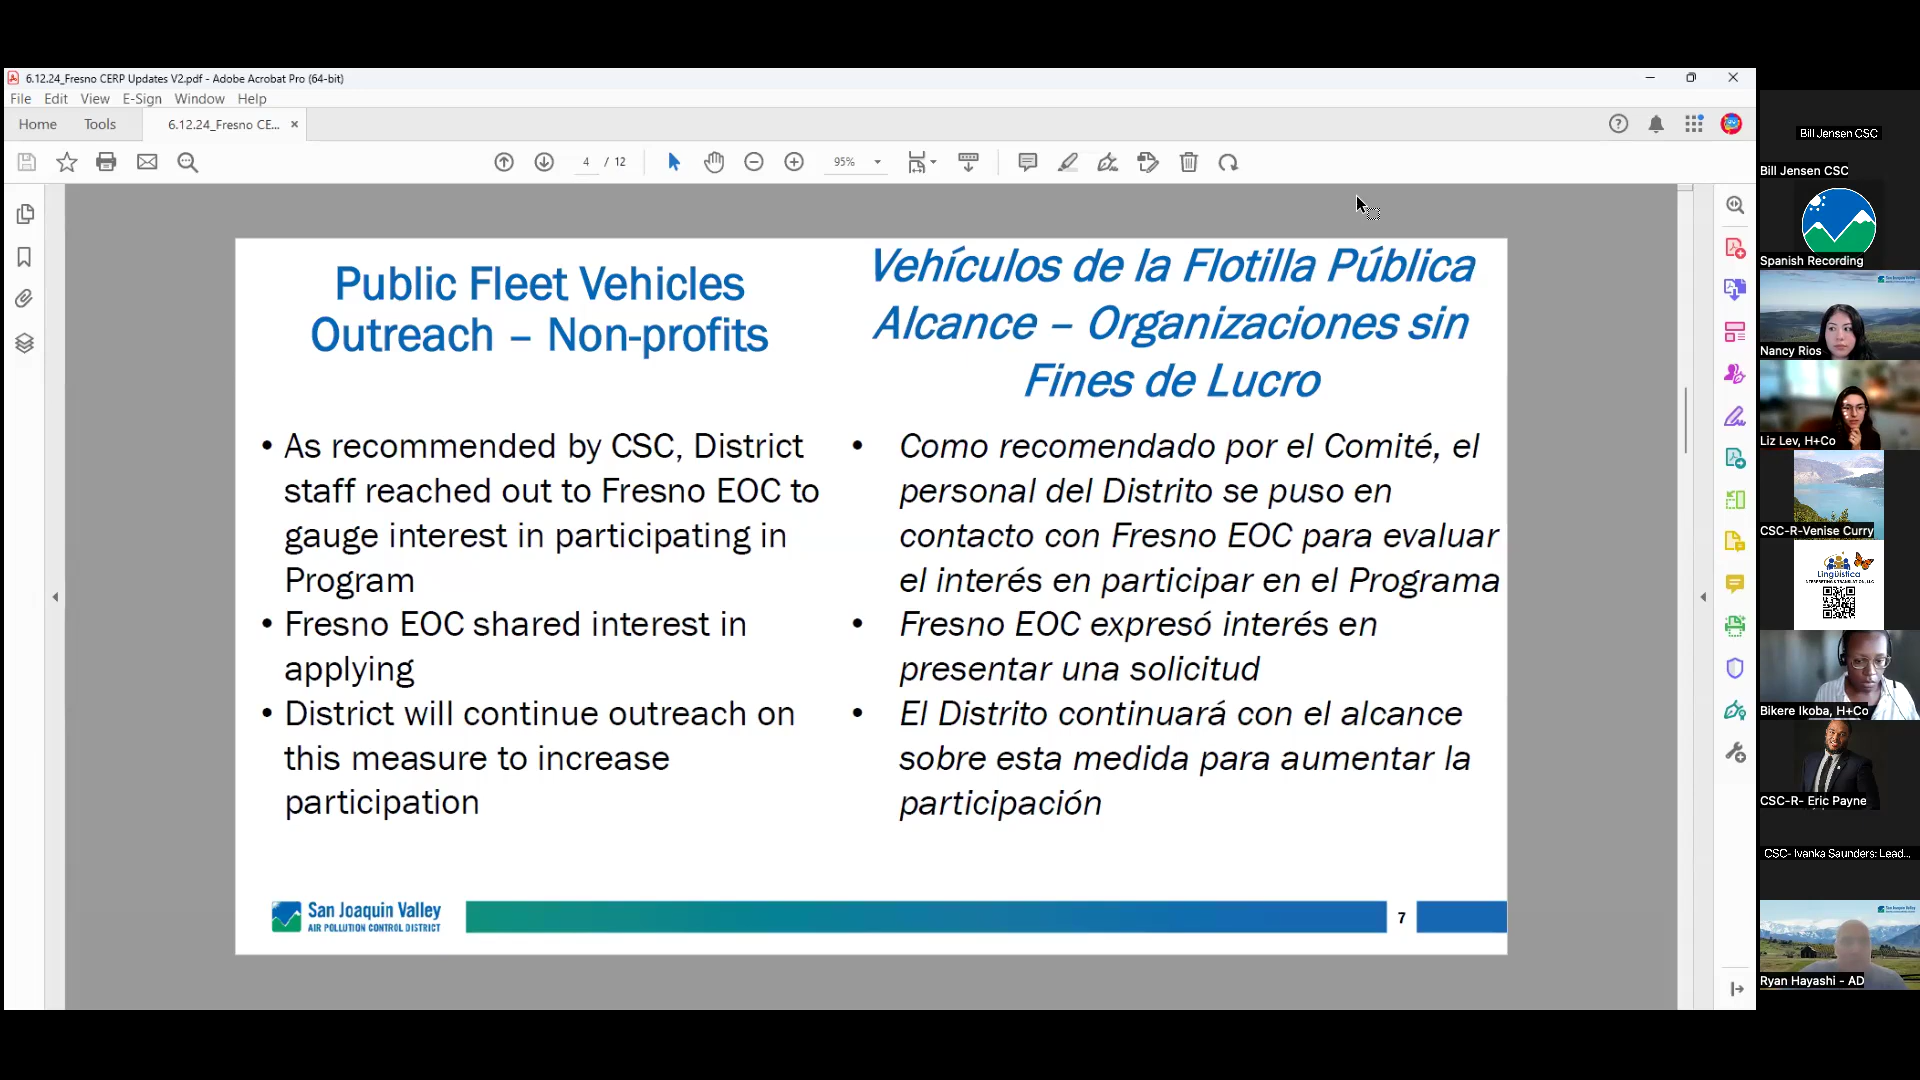 6.12.24_Fresno CERP Updates V2.pdf - Adobe Acrobat Pro (64-bit)
File Edit View E-Sign Window Help
Home Tools 6.12.24_Fresno CE... ×
4 / 12 95%
Public Fleet Vehicles
Outreach – Non-profits
Vehículos de la Flotilla Pública
Alcance – Organizaciones sin
Fines de Lucro
• As recommended by CSC, District
staff reached out to Fresno EOC to
gauge interest in participating in
Program
• Fresno EOC shared interest in
applying
• District will continue outreach on
this measure to increase
participation
• Como recomendado por el Comité, el
personal del Distrito se puso en
contacto con Fresno EOC para evaluar
el interés en participar en el Programa
• Fresno EOC expresó interés en
presentar una solicitud
• El Distrito continuará con el alcance
sobre esta medida para aumentar la
participación
San Joaquin Valley
AIR POLLUTION CONTROL DISTRICT
7
Bill Jensen CSC
Bill Jensen CSC
Spanish Recording
Nancy Rios
Liz Lev, H+Co
CSC-R-Venise Curry
Lingüística
Bikere Ikoba, H+Co
CSC-R- Eric Payne
CSC- Ivanka Saunders: Lead...
Ryan Hayashi - AD